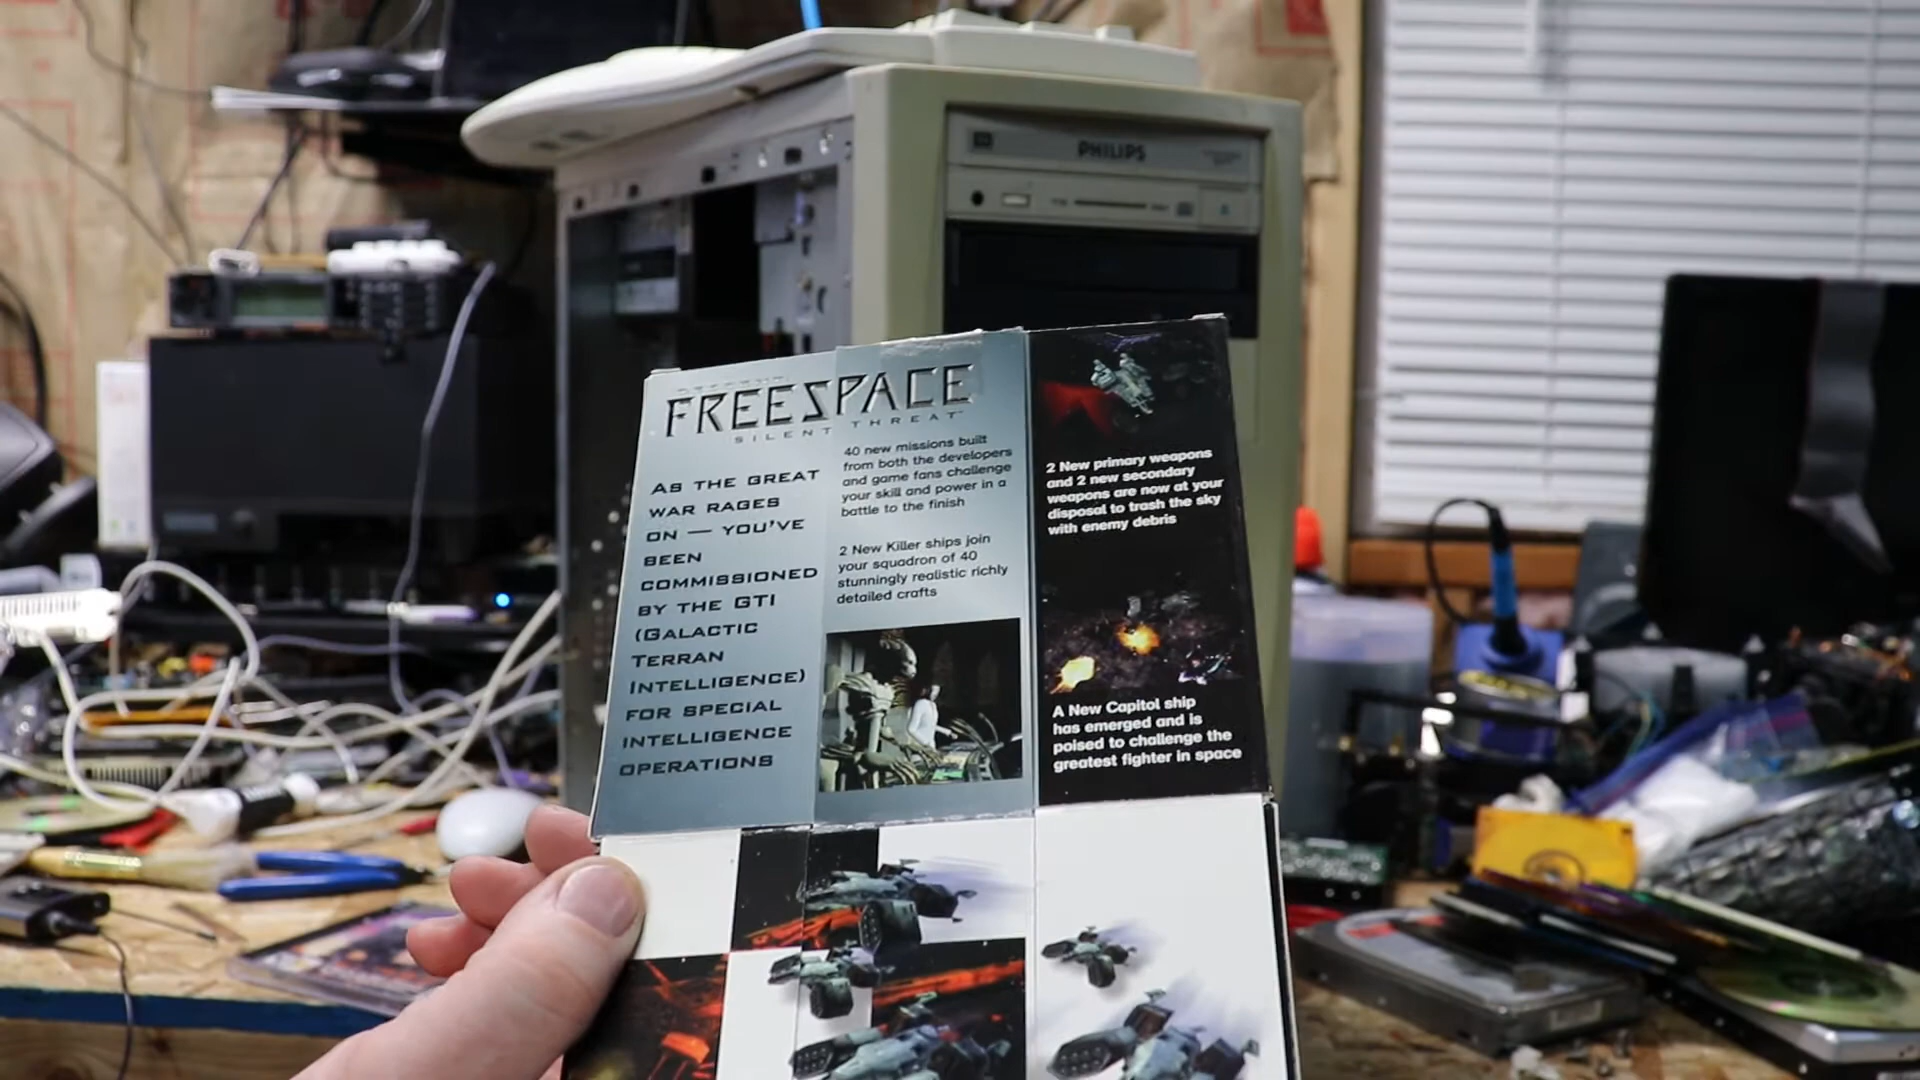 PHILIPS
FREESPACE
SILENT THREAT
AS THE GREAT
WAR RAGES
ON — YOU'VE
BEEN
COMMISSIONED
BY THE GTI
(GALACTIC
TERRAN
INTELLIGENCE)
FOR SPECIAL
INTELLIGENCE
OPERATIONS
40 new missions built
from both the developers
and game fans challenge
your skill and power in a
battle to the finish
2 New Killer ships join
your squadron of 40
stunningly realistic richly
detailed crafts
2 New primary weapons
and 2 new secondary
weapons are now at your
disposal to trash the sky
with enemy debris
A New Capitol ship
has emerged and is
poised to challenge the
greatest fighter in space